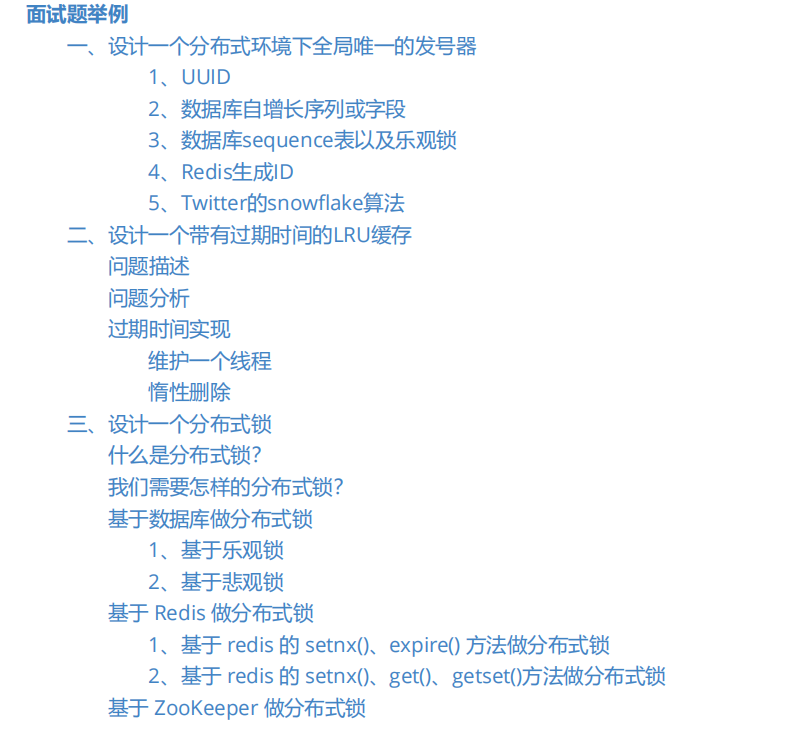 面试题举例
一、设计一个分布式环境下全局唯一的发号器
1、UUID
2、数据库自增长序列或字段
3、数据库sequence表以及乐观锁
4、Redis生成ID
5、Twitter的snowflake算法
二、设计一个带有过期时间的LRU缓存
问题描述
问题分析
过期时间实现
维护一个线程
惰性删除
三、设计一个分布式锁
什么是分布式锁?
我们需要怎样的分布式锁?
基于数据库做分布式锁
1、基于乐观锁
2、基于悲观锁
基于 Redis 做分布式锁
1、基于 redis 的 setnx()、expire() 方法做分布式锁
2、基于 redis 的 setnx()、get()、getset()方法做分布式锁
基于 ZooKeeper 做分布式锁